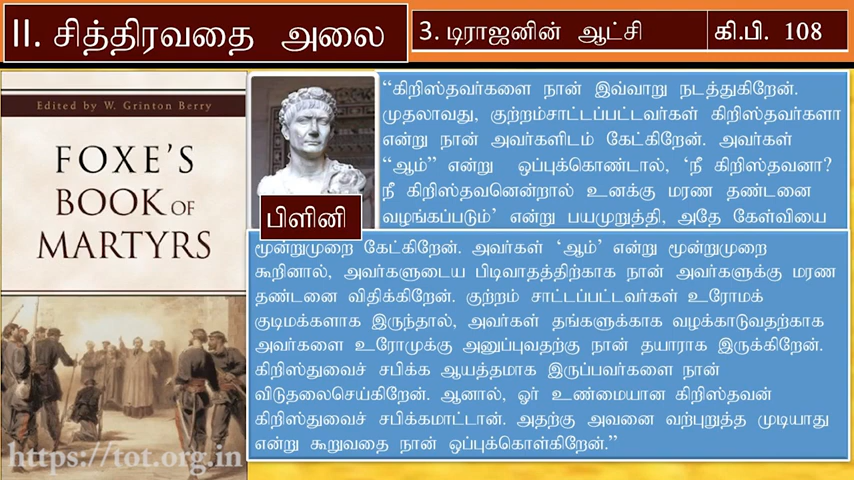 II. சித்திரவதை அலை
3. டிராஜனின் ஆட்சி
கி.பி. 108
Edited by W. Grinton Berry
FOXE'S
BOOK OF
MARTYRS
பிளினி
“கிறிஸ்தவர்களை நான் இவ்வாறு நடத்துகிறேன்.
முதலாவது, குற்றம்சாட்டப்பட்டவர்கள் கிறிஸ்தவர்களா
என்று நான் அவர்களிடம் கேட்கிறேன். அவர்கள்
“ஆம்” என்று ஒப்புக்கொண்டால், ‘நீ கிறிஸ்தவனா?
நீ கிறிஸ்தவனென்றால் உனக்கு மரண தண்டனை
வழங்கப்படும்’ என்று பயமுறுத்தி, அதே கேள்வியை
மூன்றுமுறை கேட்கிறேன். அவர்கள் ‘ஆம்’ என்று மூன்றுமுறை
கூறினால், அவர்களுடைய பிடிவாதத்திற்காக நான் அவர்களுக்கு மரண
தண்டனை விதிக்கிறேன். குற்றம் சாட்டப்பட்டவர்கள் உரோமக்
குடிமக்களாக இருந்தால், அவர்கள் தங்களுக்காக வழக்காடுவதற்காக
அவர்களை உரோமுக்கு அனுப்புவதற்கு நான் தயாராக இருக்கிறேன்.
கிறிஸ்துவைச் சபிக்க ஆயத்தமாக இருப்பவர்களை நான்
விடுதலைசெய்கிறேன். ஆனால், ஓர் உண்மையான கிறிஸ்தவன்
கிறிஸ்துவைச் சபிக்கமாட்டான். அதற்கு அவனை வற்புறுத்த முடியாது
என்று கூறுவதை நான் ஒப்புக்கொள்கிறேன்.”
https://tot.org.in